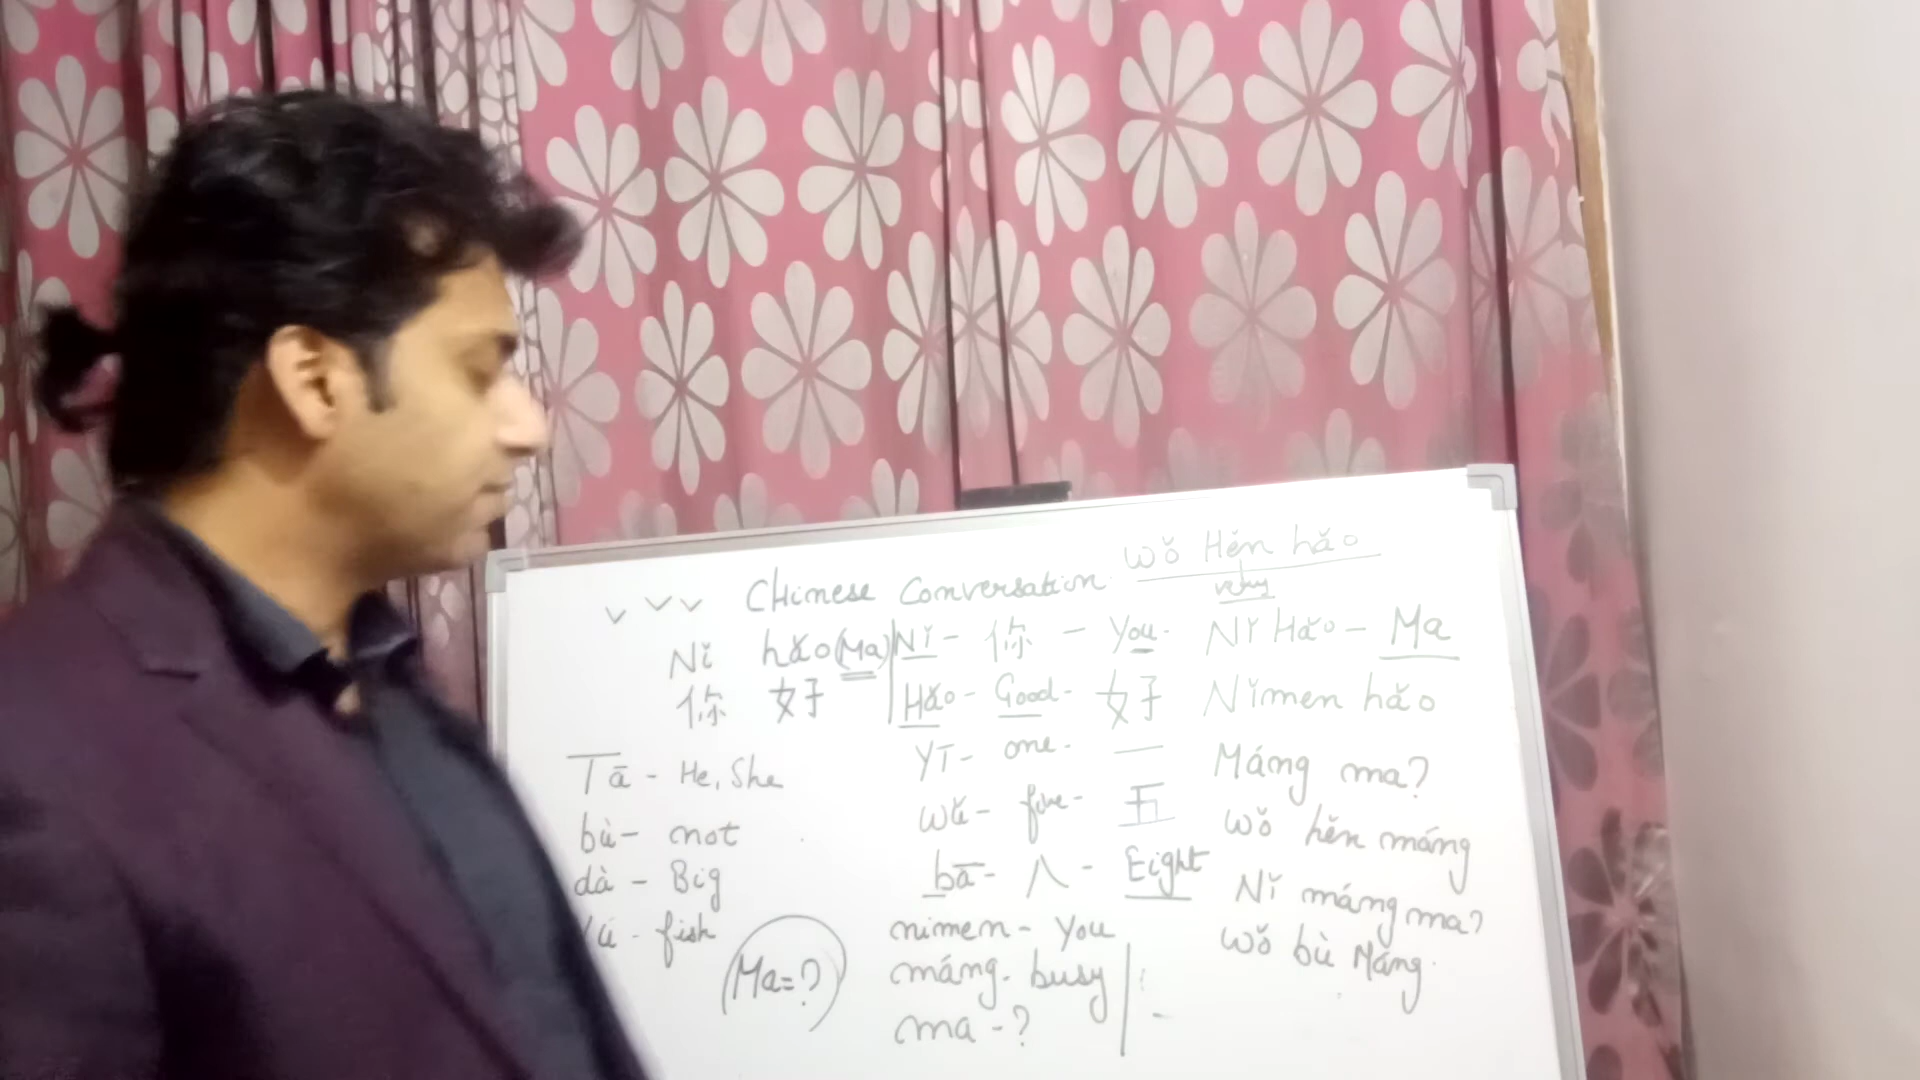 Chinese Conversation. Wǒ Hěn hǎo
very
Nǐ hǎo (Ma)
你 好
Tā - He, She
bù - not
dà - Big
- fish
Ma=?
Nǐ - 你 - You.
Hǎo - Good - 好
Yī - one. 一
wǔ - five - 五
bā - 八 - Eight
nimen - You
máng - busy
ma - ?
Nǐ Hǎo - Ma
Nǐmen hǎo
Máng ma?
Wǒ hěn máng
Nǐ máng ma?
Wǒ bù Máng.